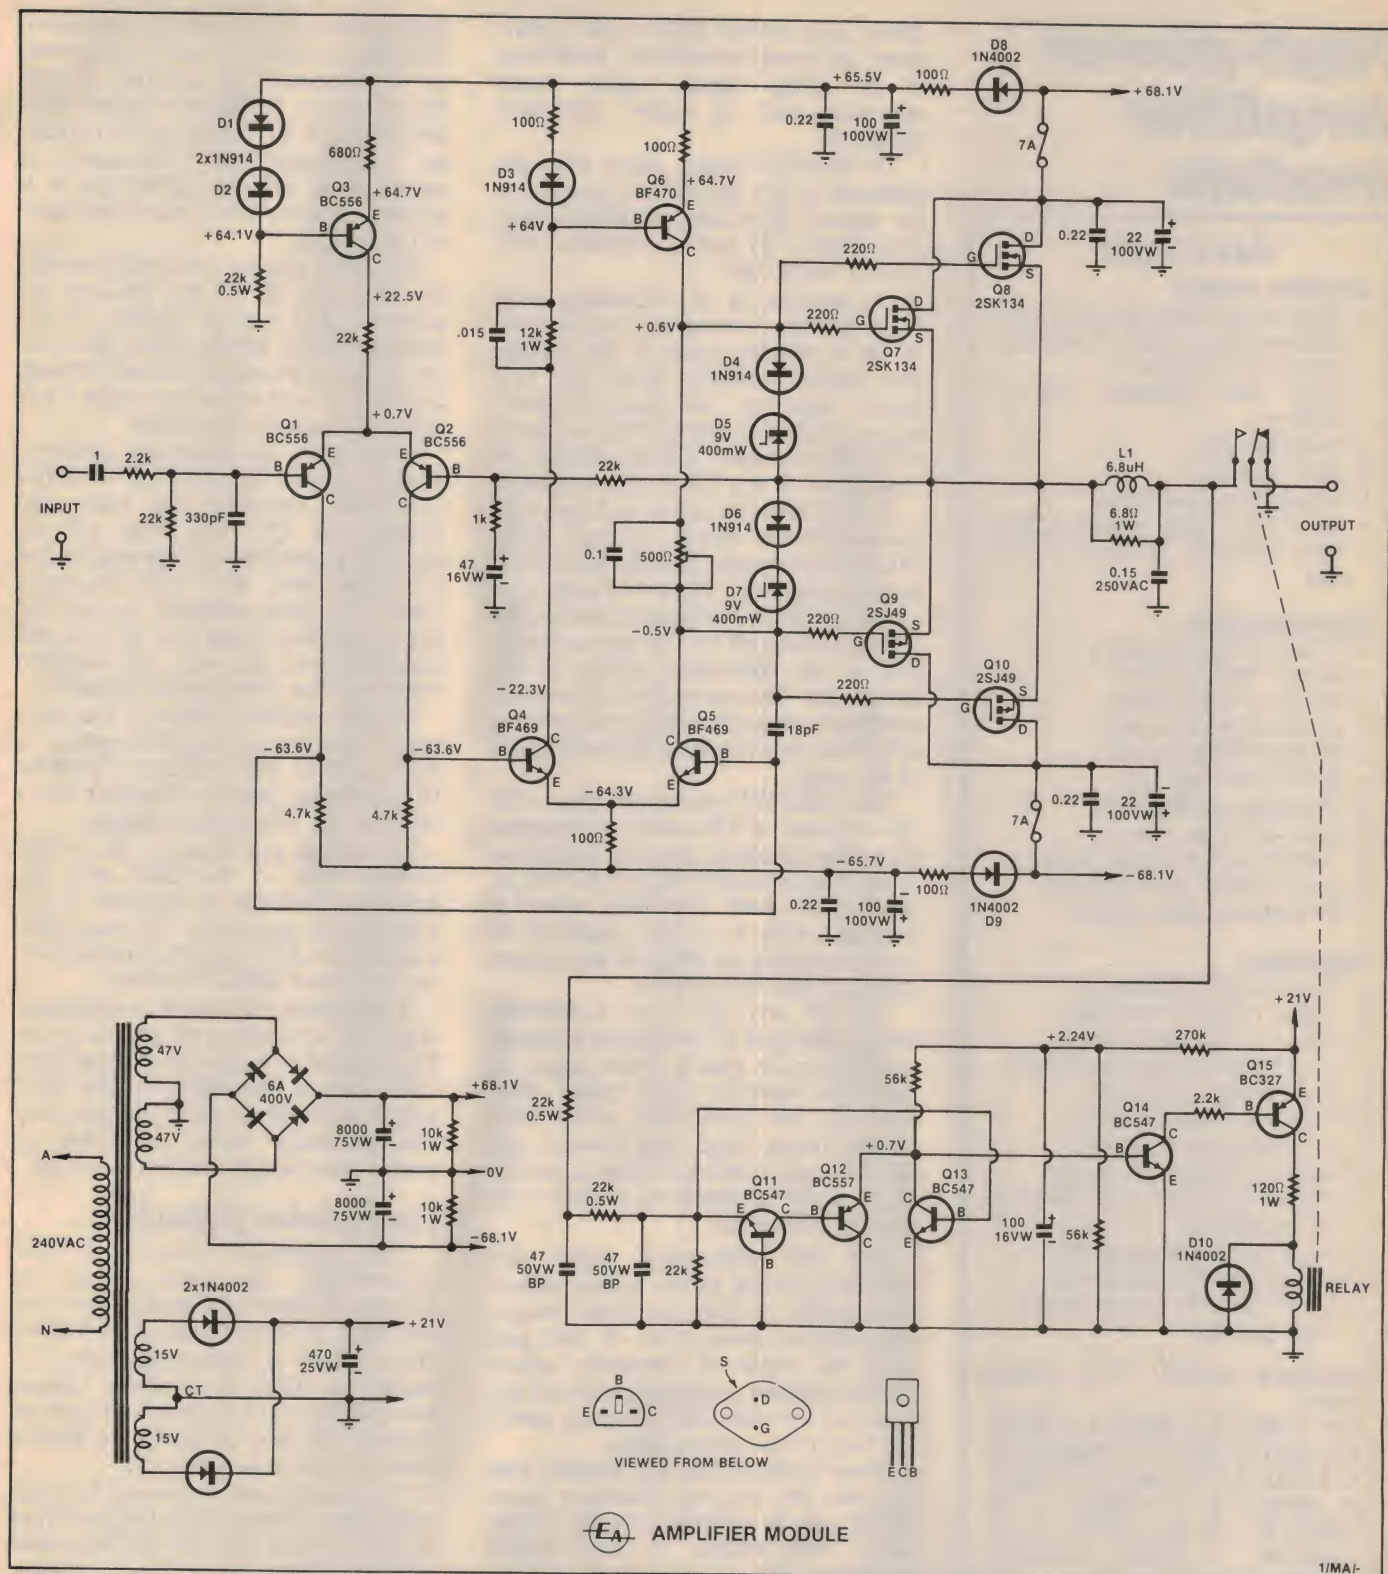 D8
1N4002
+65.5V
100Ω
+68.1V
0.22
100
100VW
+
−
7A
D1
2x1N914
D2
680Ω
Q3
BC556
+64.7V
+64.1V
B
E
C
22k
0.5W
+22.5V
22k
+0.7V
100Ω
D3
1N914
+64V
100Ω
Q6
BF470
+64.7V
B
E
C
.015
12k
1W
+0.6V
220Ω
G
D
S
Q8
2SK134
0.22
22
100VW
+
−
220Ω
G
D
S
Q7
2SK134
D4
1N914
D5
9V
400mW
Q1
BC556
Q2
BC556
1
2.2k
B
E
C
E
C
B
INPUT
22k
330pF
22k
1k
47
16VW
+
−
0.1
500Ω
D6
1N914
D7
9V
400mW
−0.5V
L1
6.8uH
6.8Ω
1W
0.15
250VAC
OUTPUT
220Ω
Q9
2SJ49
G
S
D
220Ω
Q10
2SJ49
G
S
D
−22.3V
Q4
BF469
B
C
E
Q5
BF469
C
B
E
18pF
−63.6V
−63.6V
−64.3V
4.7k
4.7k
100Ω
0.22
22
100VW
−
+
7A
−65.7V
100Ω
1N4002
D9
−68.1V
0.22
100
100VW
−
+
47V
47V
6A
400V
+68.1V
8000
75VW
+
−
10k
1W
0V
8000
75VW
+
−
10k
1W
−68.1V
A
240VAC
N
2x1N4002
15V
CT
15V
+21V
470
25VW
+
−
22k
0.5W
22k
0.5W
47
50VW
BP
47
50VW
BP
22k
Q11
BC547
E
C
B
Q12
BC557
B
E
C
+0.7V
56k
Q13
BC547
C
B
E
+2.24V
270k
+21V
100
16VW
+
−
56k
Q14
BC547
B
C
E
2.2k
Q15
BC327
B
E
C
120Ω
1W
D10
1N4002
RELAY
B
E
C
S
D
G
VIEWED FROM BELOW
E C B
EA AMPLIFIER MODULE
1/MA/-